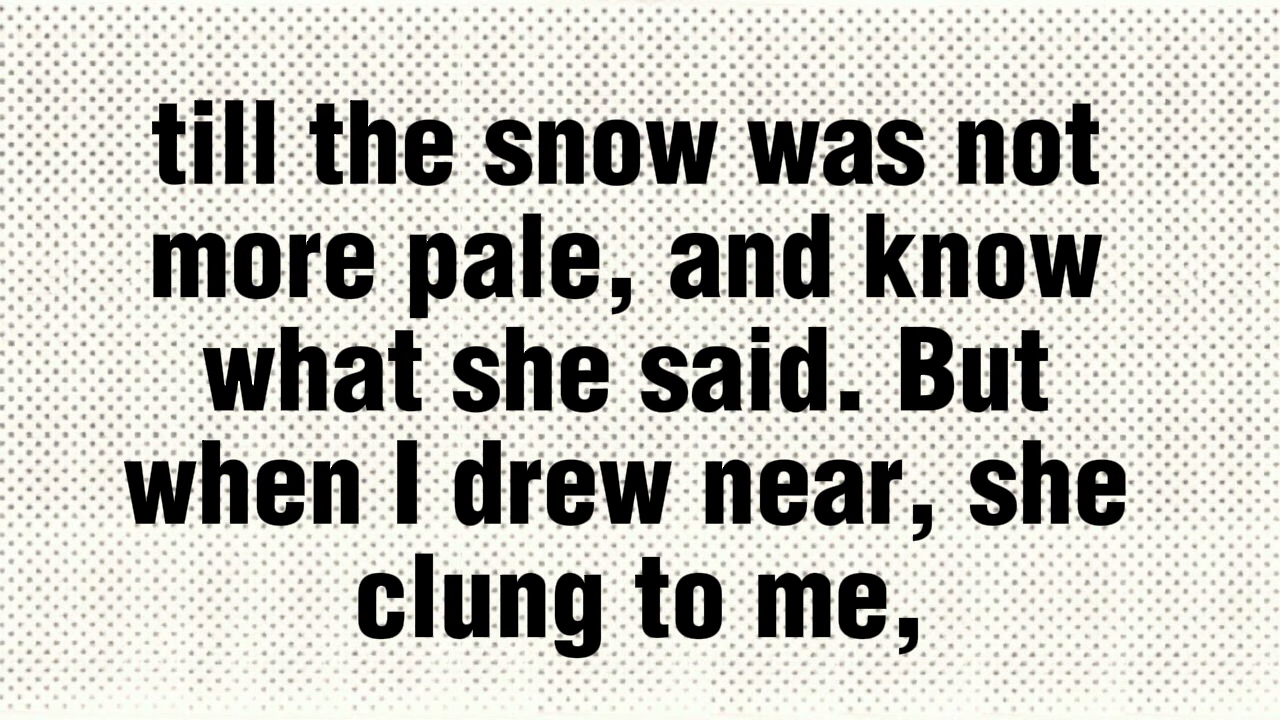 till the snow was not
more pale, and know
what she said. But
when I drew near, she
clung to me,